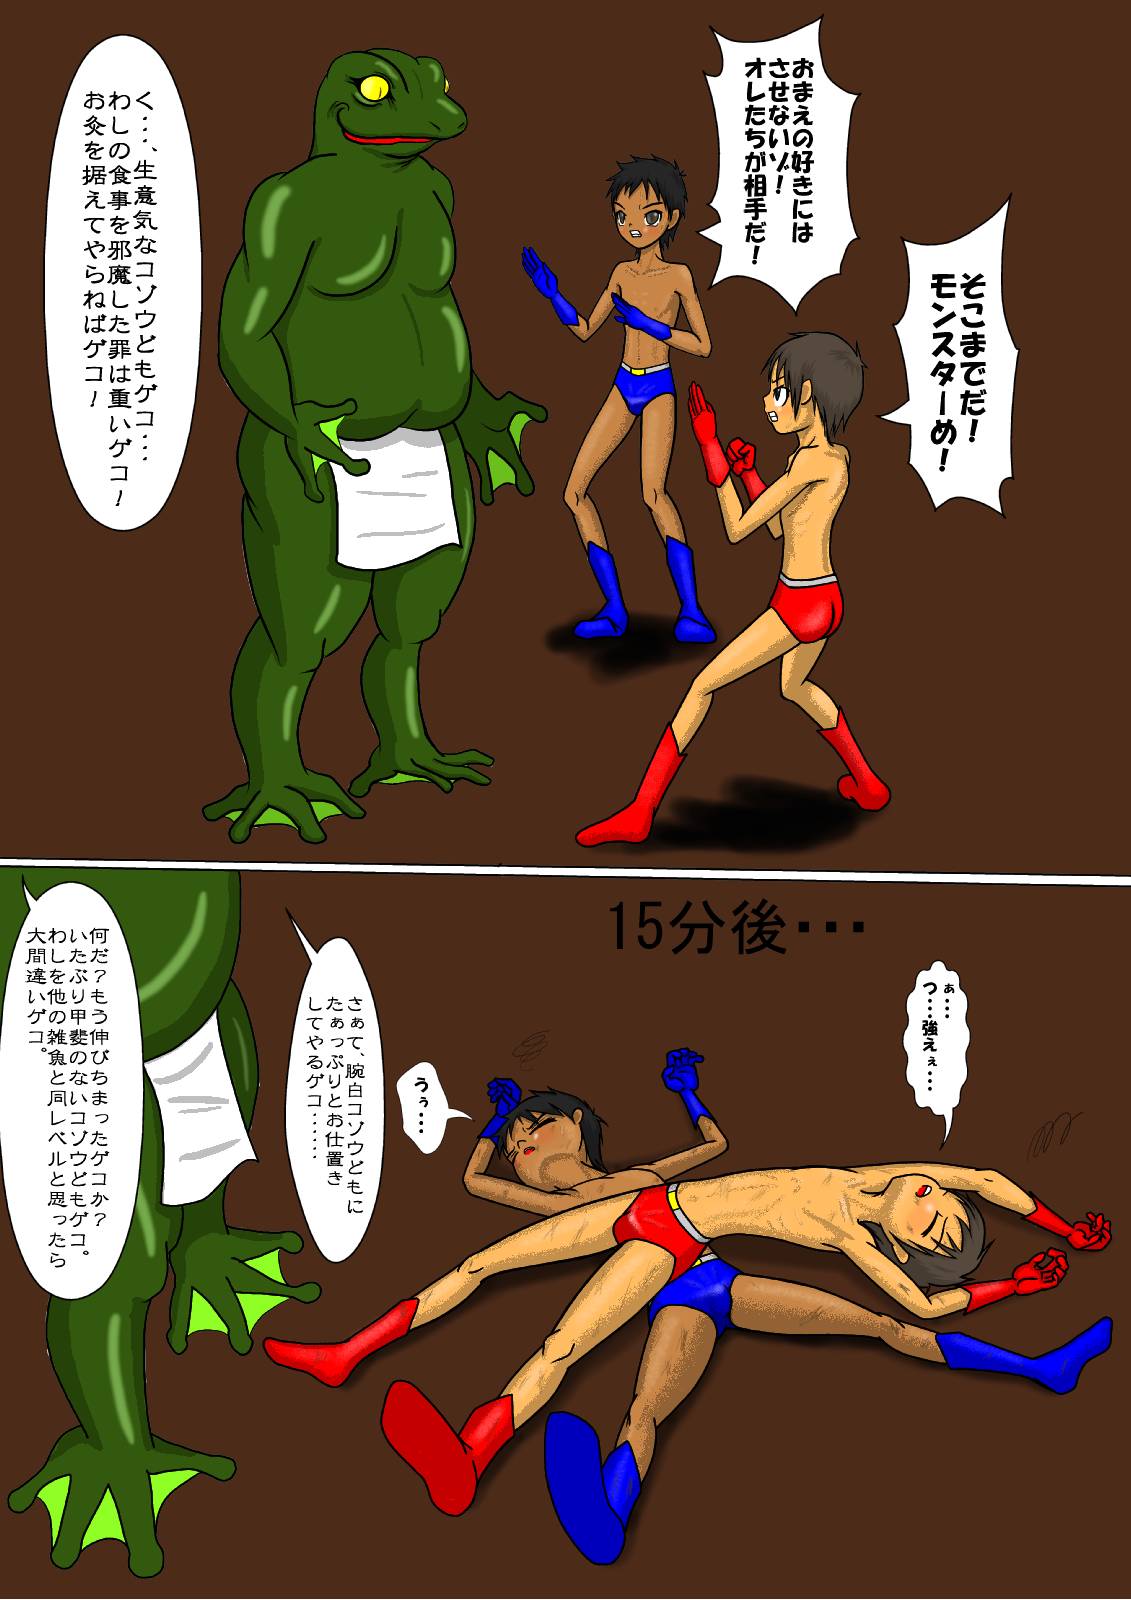 そこまでだ！
モンスターめ！
おまえの好きには
させないゾ！
オレたちが相手だ！
く・・・、生意気なコゾウどもゲコ・・・
わしの食事を邪魔した罪は重いゲコ！
お灸を据えてやらねばゲコ！
15分後・・・
ぁ・・・
つ・・・強えぇ・・・
うぅ・・・
さぁて、腕白コゾウどもに
たぁっぷりとお仕置き
してやるゲコ・・・・・・
何だ？もう伸びちまったゲコか？
いたぶり甲斐のないコゾウどもゲコ。
わしを他の雑魚と同レベルと思ったら
大間違いゲコ。